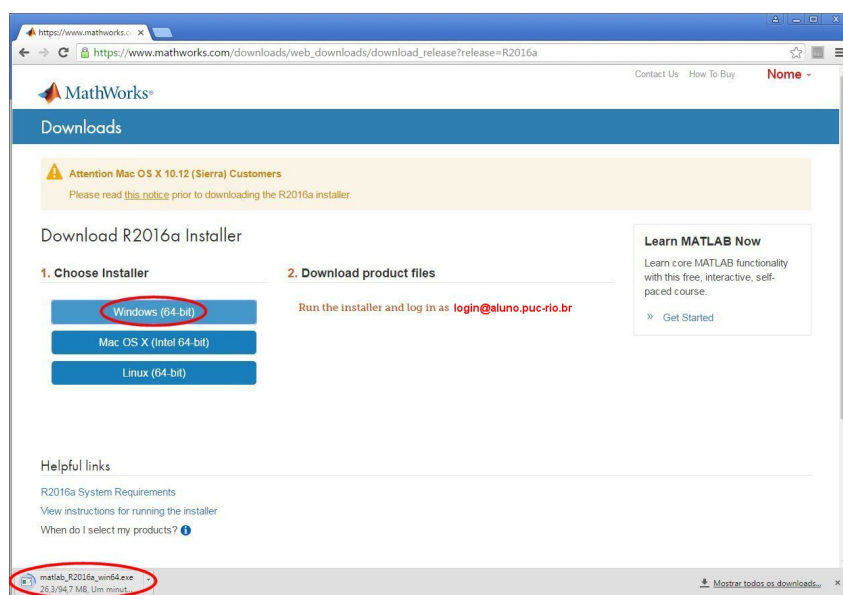 https://www.mathworks.c
https://www.mathworks.com/downloads/web_downloads/download_release?release=R2016a
Contact Us How To Buy Nome
MathWorks®
Downloads
Attention Mac OS X 10.12 (Sierra) Customers
Please read this notice prior to downloading the R2016a installer.
Download R2016a Installer
1. Choose Installer
Windows (64-bit)
Mac OS X (Intel 64-bit)
Linux (64-bit)
2. Download product files
Run the installer and log in as login@aluno.puc-rio.br
Learn MATLAB Now
Learn core MATLAB functionality
with this free, interactive, self-
paced course.
» Get Started
Helpful links
R2016a System Requirements
View instructions for running the installer
When do I select my products?
matlab_R2016a_win64.exe
26,3/94,7 MB, Um minut...
Mostrar todos os downloads...